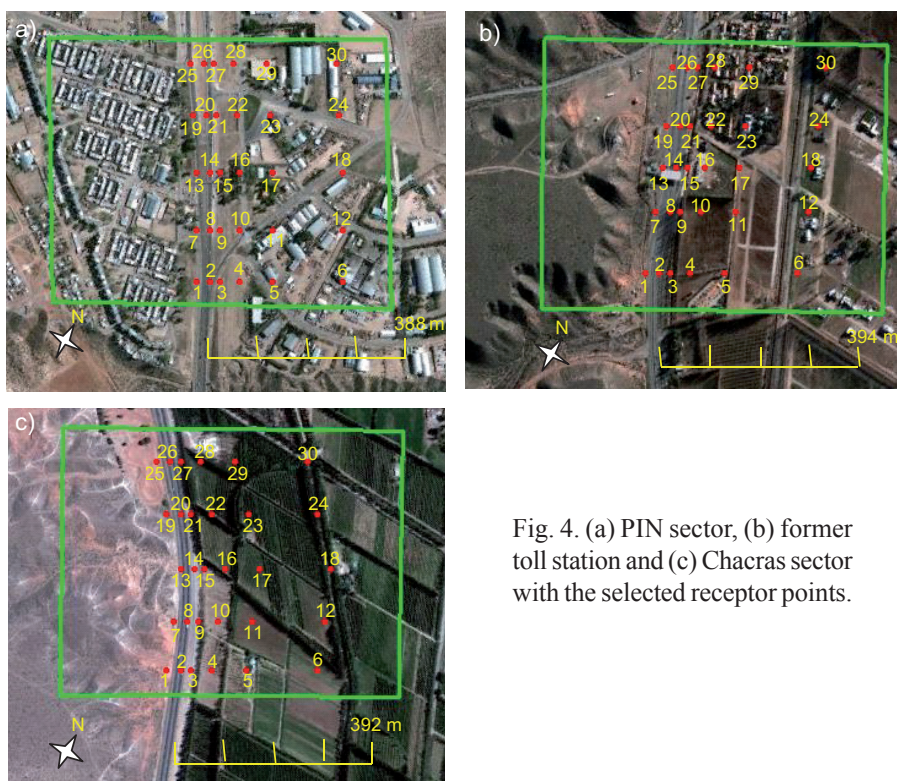 a)
25 26 27 28 29 30
19 20 21 22 23 24
13 14 15 16 17 18
7 8 9 10 11 12
1 2 3 4 5 6
N
388 m
b)
25 26 27 28 29 30
19 20 21 22 23 24
13 14 15 16 17 18
7 8 9 10 11 12
1 2 3 4 5 6
N
394 m
c)
25 26 27 28 29 30
19 20 21 22 23 24
13 14 15 16 17 18
7 8 9 10 11 12
1 2 3 4 5 6
N
392 m
Fig. 4. (a) PIN sector, (b) former
toll station and (c) Chacras sector
with the selected receptor points.